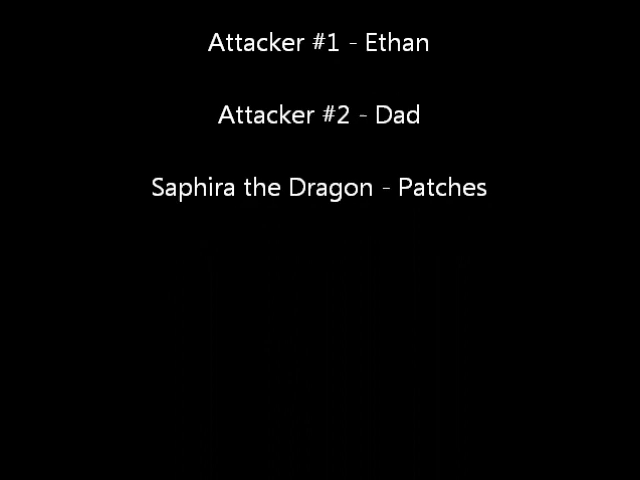 Attacker #1 - Ethan
Attacker #2 - Dad
Saphira the Dragon - Patches